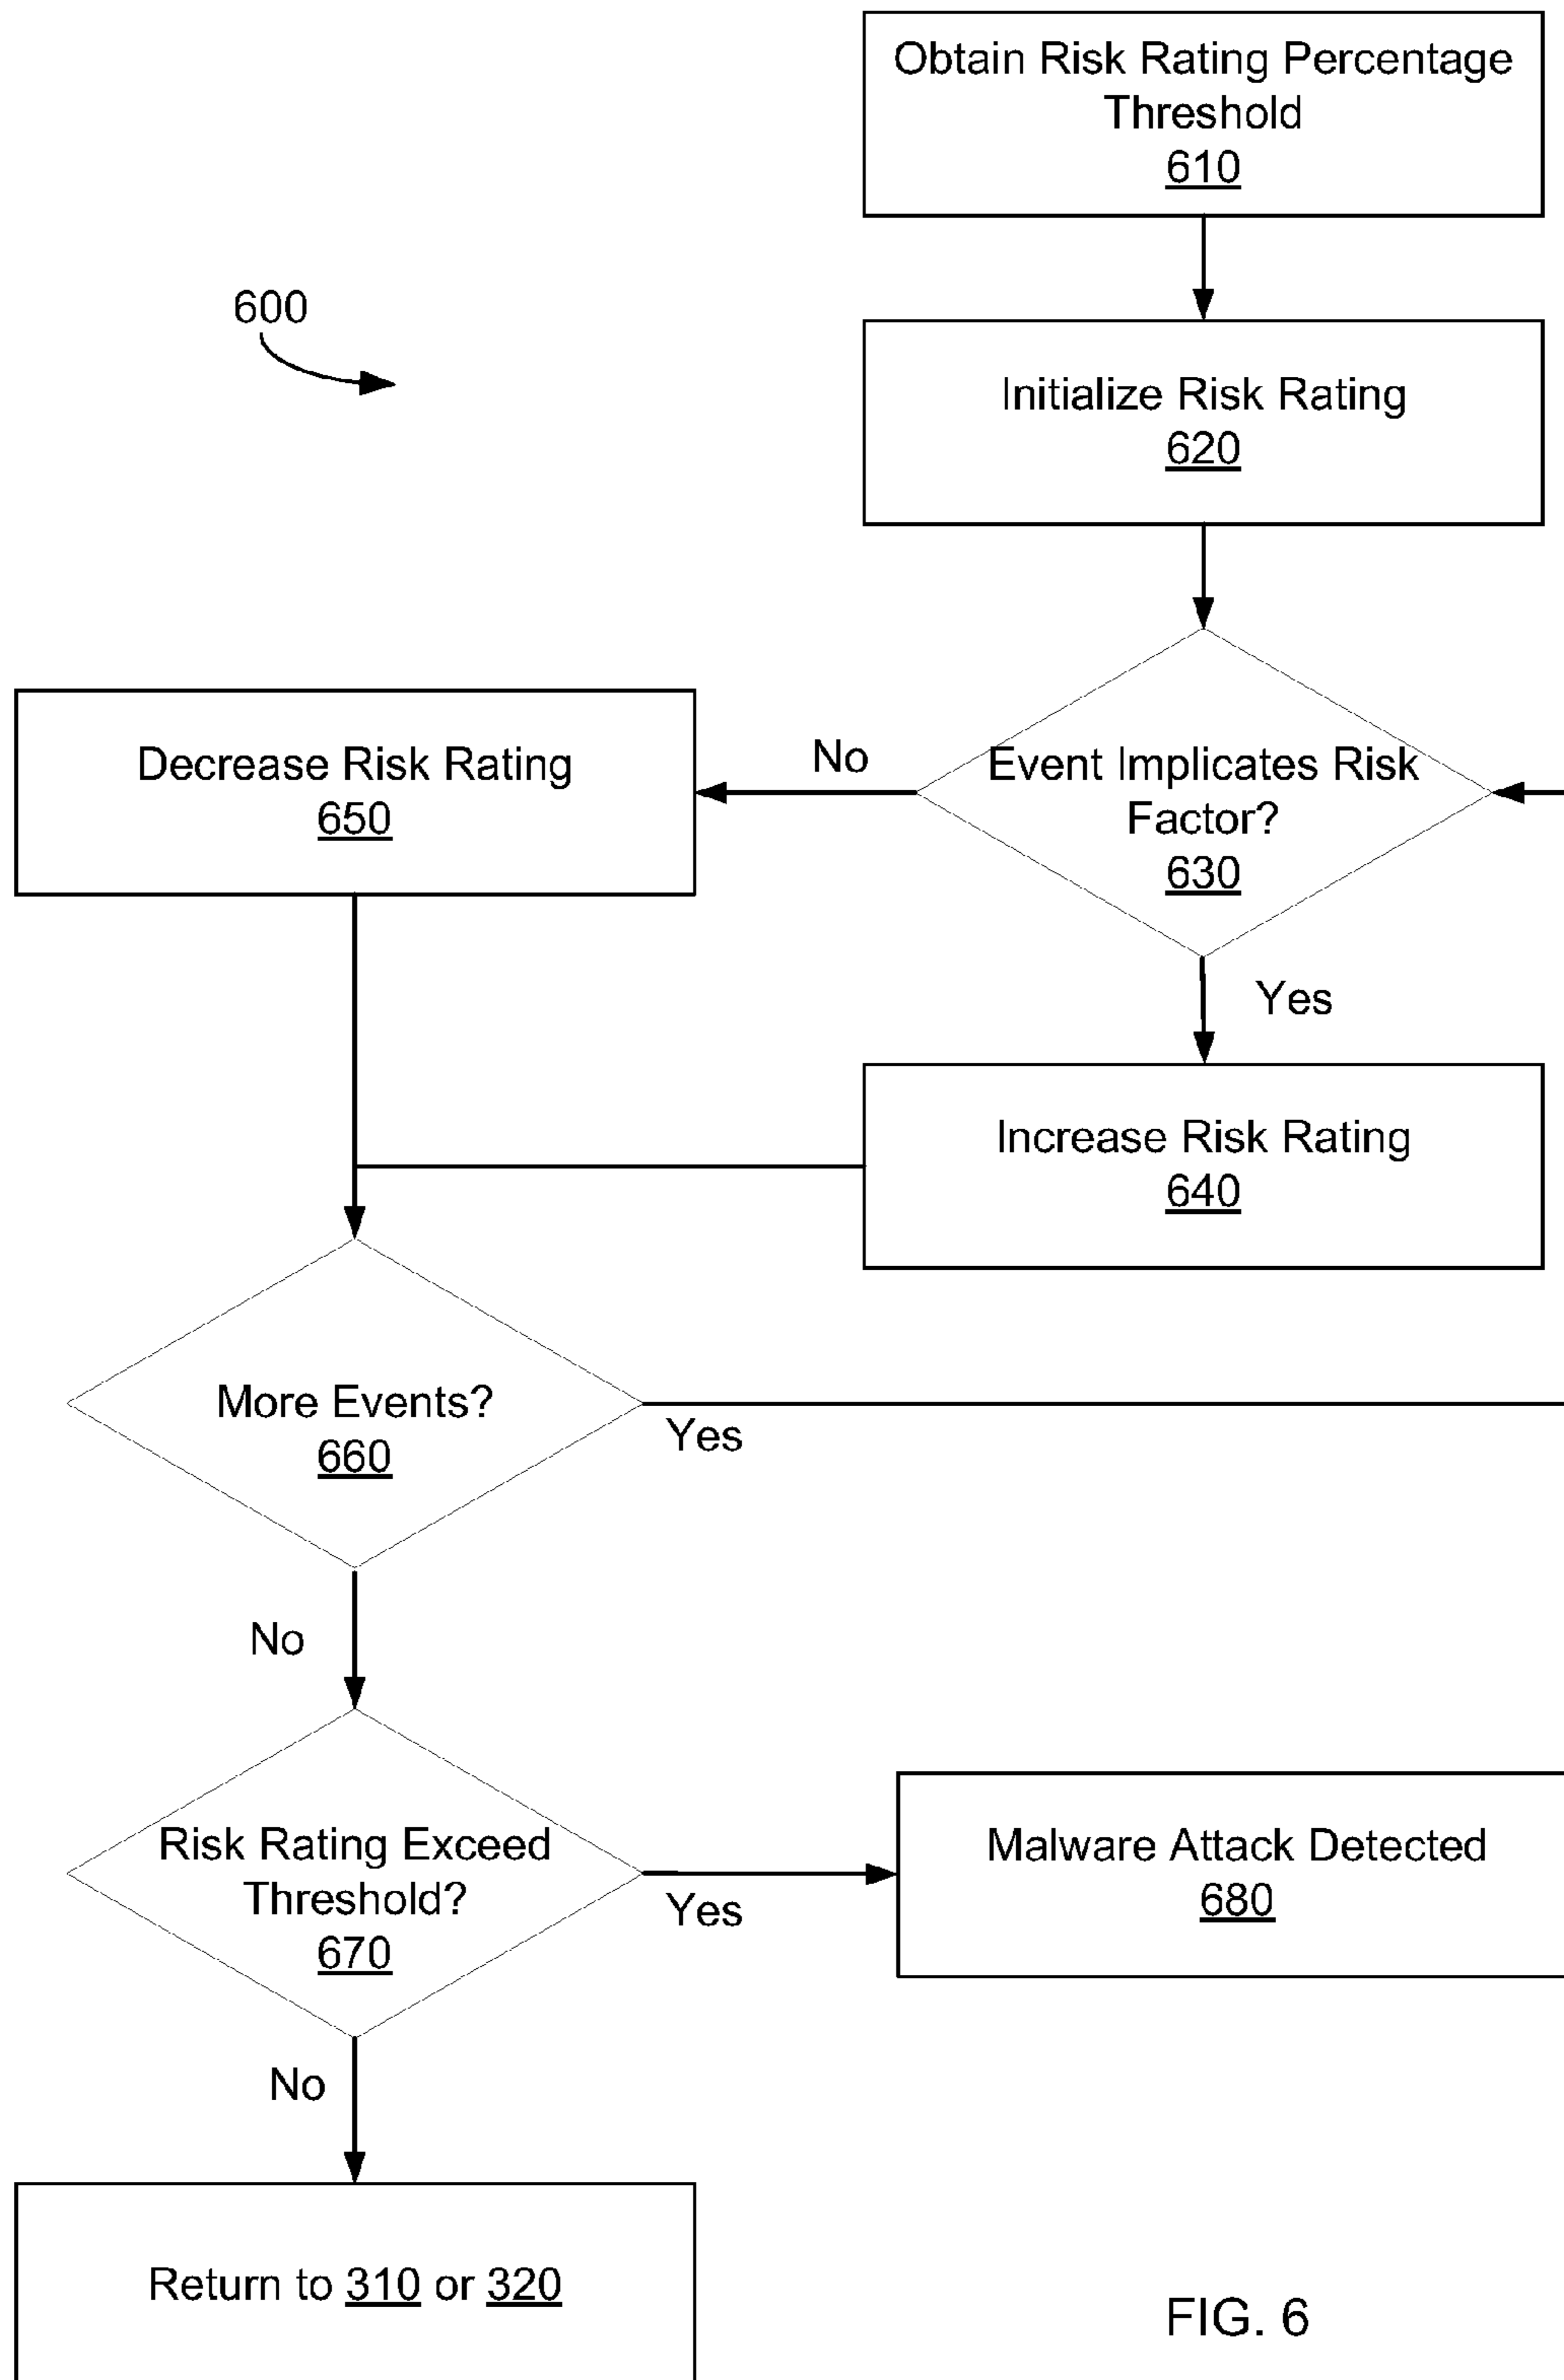 Obtain Risk Rating Percentage
Threshold
610
600
Initialize Risk Rating
620
Decrease Risk Rating
650
No
Event Implicates Risk
Factor?
630
Yes
Increase Risk Rating
640
More Events?
660
Yes
No
Risk Rating Exceed
Threshold?
670
Yes
Malware Attack Detected
680
No
Return to 310 or 320
FIG. 6